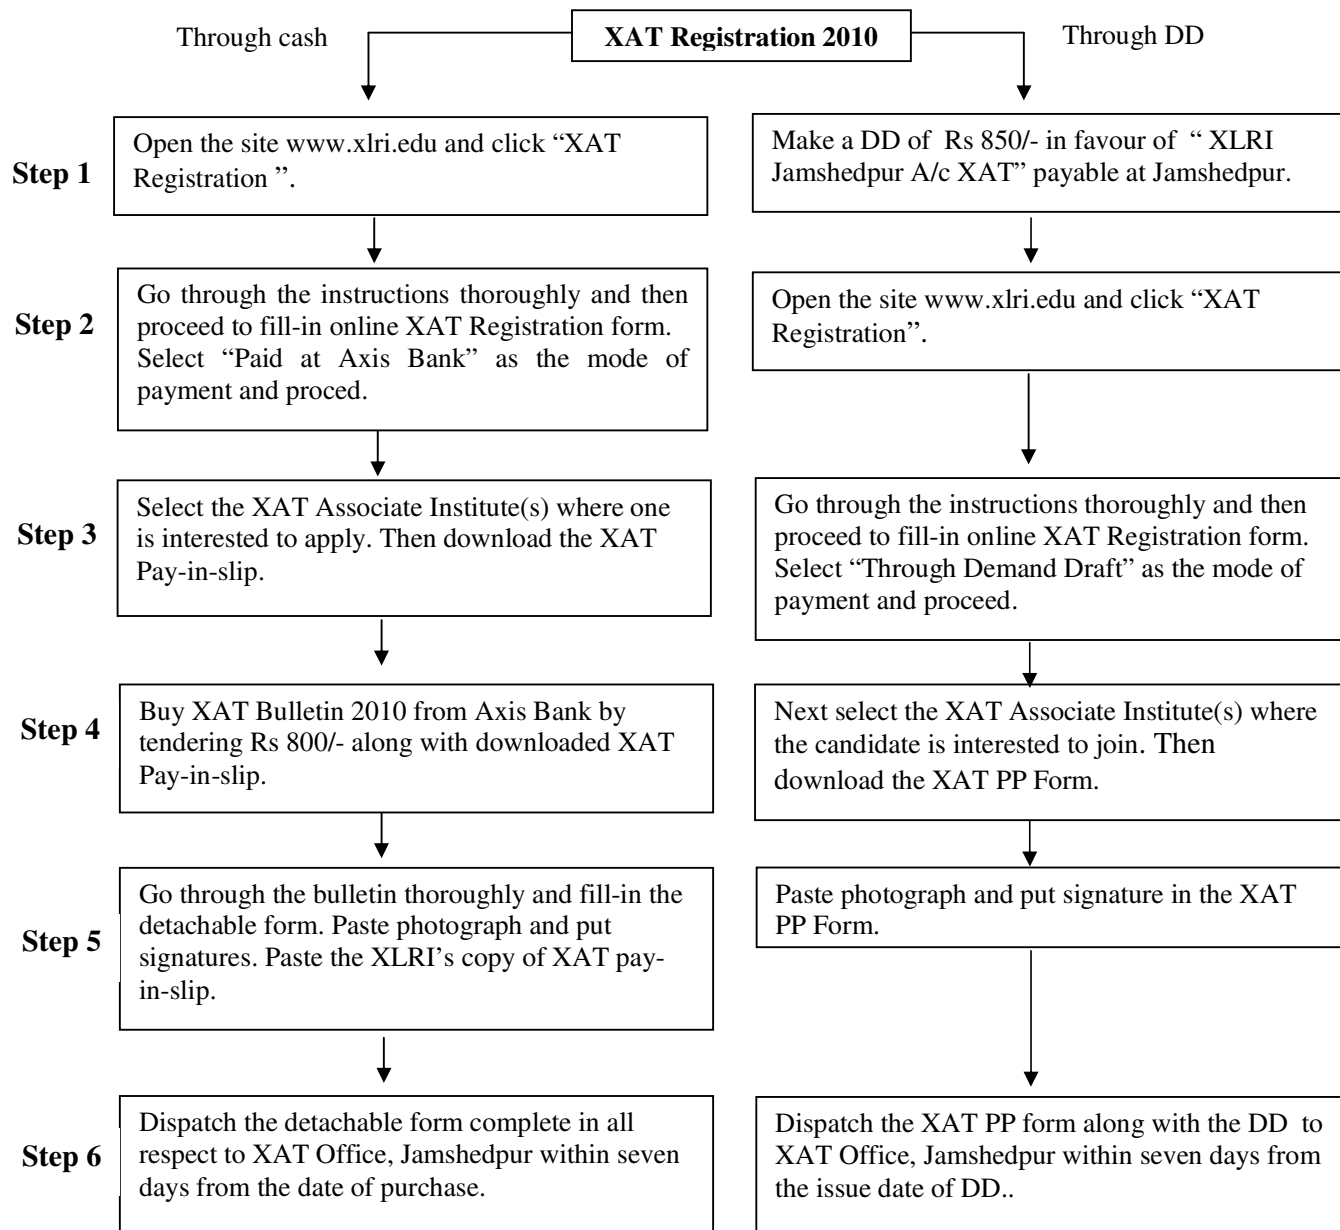 Through cash
XAT Registration 2010
Through DD
Step 1
Open the site www.xlri.edu and click “XAT
Registration ”.
Make a DD of Rs 850/- in favour of “ XLRI
Jamshedpur A/c XAT” payable at Jamshedpur.
Step 2
Go through the instructions thoroughly and then
proceed to fill-in online XAT Registration form.
Select “Paid at Axis Bank” as the mode of
payment and proced.
Open the site www.xlri.edu and click “XAT
Registration”.
Step 3
Select the XAT Associate Institute(s) where one
is interested to apply. Then download the XAT
Pay-in-slip.
Go through the instructions thoroughly and then
proceed to fill-in online XAT Registration form.
Select “Through Demand Draft” as the mode of
payment and proceed.
Step 4
Buy XAT Bulletin 2010 from Axis Bank by
tendering Rs 800/- along with downloaded XAT
Pay-in-slip.
Next select the XAT Associate Institute(s) where
the candidate is interested to join. Then
download the XAT PP Form.
Step 5
Go through the bulletin thoroughly and fill-in the
detachable form. Paste photograph and put
signatures. Paste the XLRI’s copy of XAT pay-
in-slip.
Paste photograph and put signature in the XAT
PP Form.
Step 6
Dispatch the detachable form complete in all
respect to XAT Office, Jamshedpur within seven
days from the date of purchase.
Dispatch the XAT PP form along with the DD to
XAT Office, Jamshedpur within seven days from
the issue date of DD..